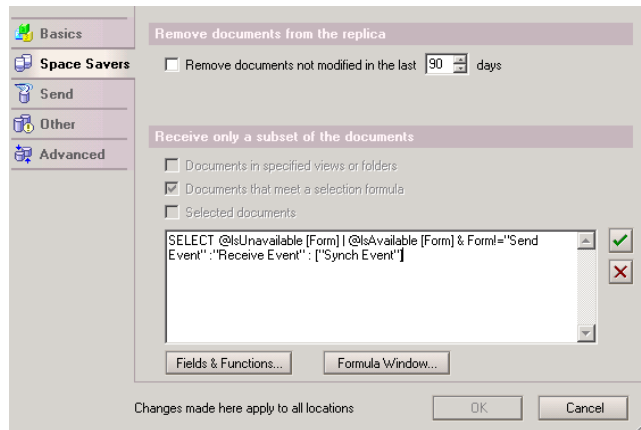 Basics
Space Savers
Send
Other
Advanced
Remove documents from the replica
Remove documents not modified in the last 90 days
Receive only a subset of the documents
Documents in specified views or folders
Documents that meet a selection formula
Selected documents
SELECT @IsUnavailable [Form] | @IsAvailable [Form] & Form!="Send
Event" :"Receive Event" : ["Synch Event"]
Fields & Functions...
Formula Window...
Changes made here apply to all locations
OK
Cancel